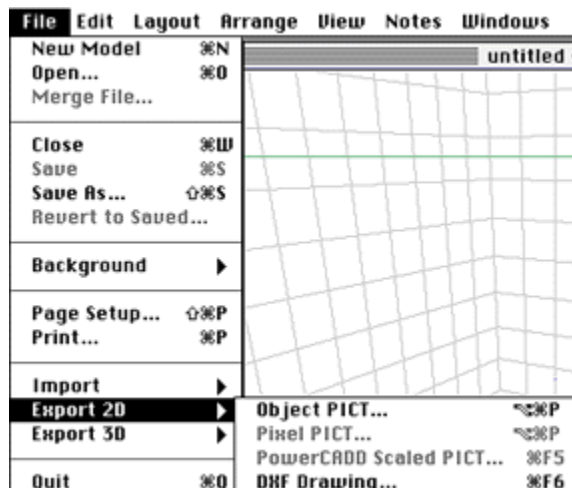 File Edit Layout Arrange View Notes Windows
untitled
New Model ⌘N
Open... ⌘O
Merge File...
Close ⌘W
Save ⌘S
Save As... ⇧⌘S
Revert to Saved...
Background
Page Setup... ⇧⌘P
Print... ⌘P
Import
Export 2D
Export 3D
Quit ⌘Q
Object PICT... ⌥⌘P
Pixel PICT... ⌥⌘P
PowerCADD Scaled PICT... ⌘F5
DXF Drawing... ⌘F6